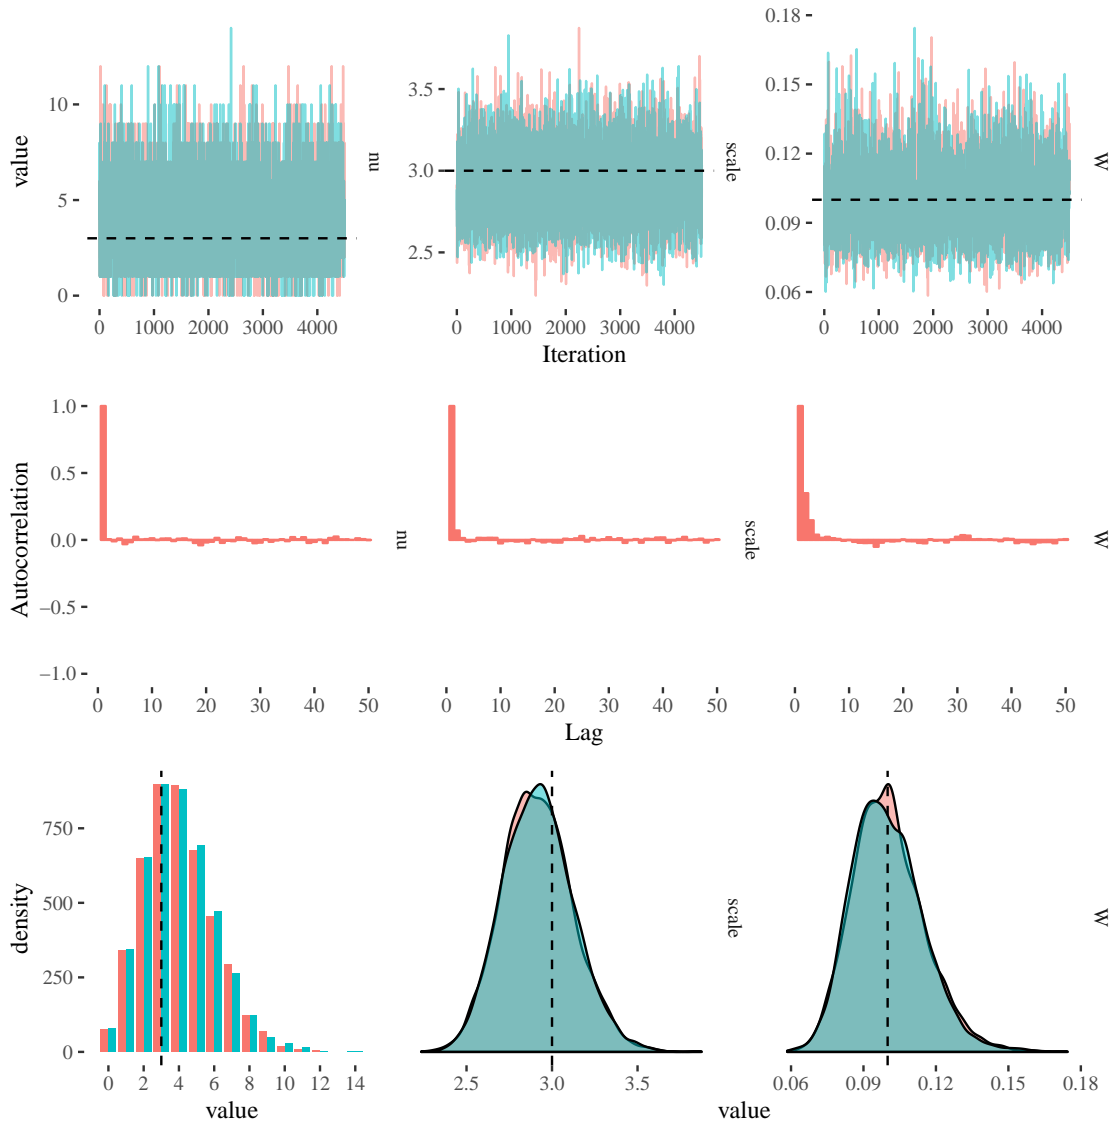 value
10
5
0
0 1000 2000 3000 4000
nu
3.5
3.0
2.5
0 1000 2000 3000 4000
scale
0.18
0.15
0.12
0.09
0.06
0 1000 2000 3000 4000
W
Iteration
Autocorrelation
1.0
0.5
0.0
−0.5
−1.0
0 10 20 30 40 50
nu
0 10 20 30 40 50
scale
0 10 20 30 40 50
W
Lag
density
750
500
250
0
0 2 4 6 8 10 12 14
value
2.5 3.0 3.5
scale
0.06 0.09 0.12 0.18
W
value